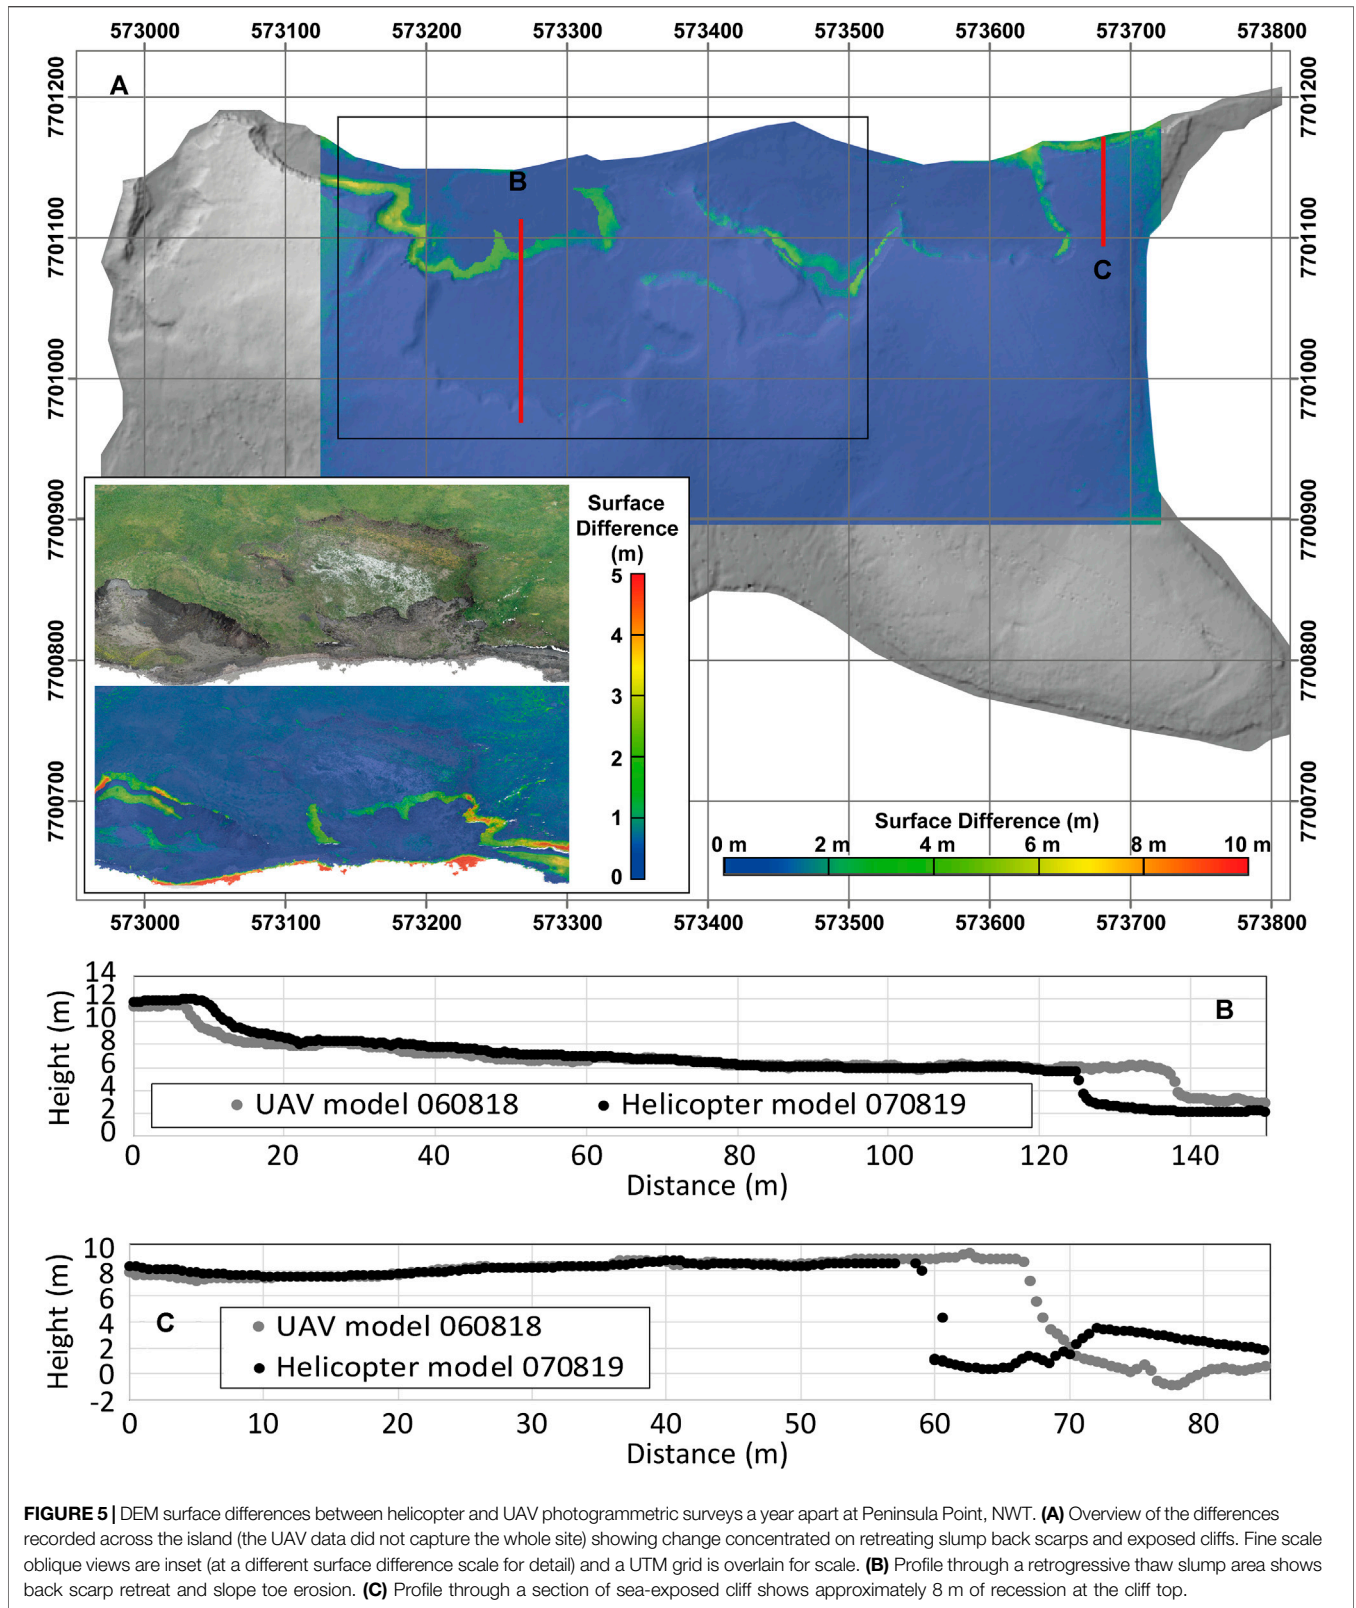 573000 573100 573200 573300 573400 573500 573600 573700 573800
A
7701200 7701200
B
7701100 7701100
C
7701000 7701000
7700900 7700900
Surface
Difference
(m)
5
4
3
2
1
0
7700800 7700800
7700700 7700700
Surface Difference (m)
0 m 2 m 4 m 6 m 8 m 10 m
573000 573100 573200 573300 573400 573500 573600 573700 573800
14
12
10
8
6
4
2
0
Height (m)
B
UAV model 060818 Helicopter model 070819
0 20 40 60 80 100 120 140
Distance (m)
10
8
6
4
2
0
-2
Height (m)
C
UAV model 060818
Helicopter model 070819
0 10 20 30 40 50 60 70 80
Distance (m)
FIGURE 5 | DEM surface differences between helicopter and UAV photogrammetric surveys a year apart at Peninsula Point, NWT. (A) Overview of the differences
recorded across the island (the UAV data did not capture the whole site) showing change concentrated on retreating slump back scarps and exposed cliffs. Fine scale
oblique views are inset (at a different surface difference scale for detail) and a UTM grid is overlain for scale. (B) Profile through a retrogressive thaw slump area shows
back scarp retreat and slope toe erosion. (C) Profile through a section of sea-exposed cliff shows approximately 8 m of recession at the cliff top.